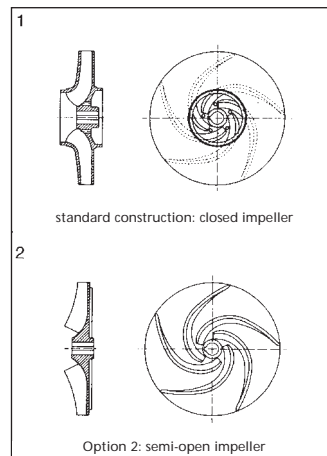 1
standard construction: closed impeller
2
Option 2: semi-open impeller